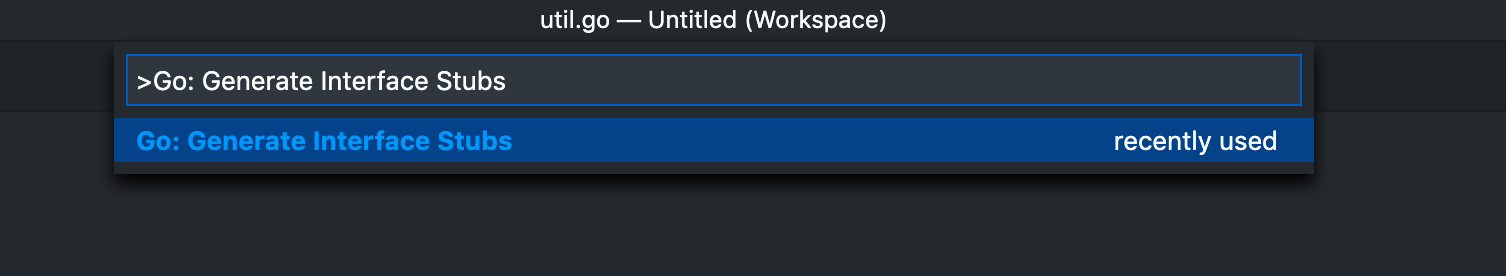 util.go — Untitled (Workspace)
>Go: Generate Interface Stubs
Go: Generate Interface Stubs recently used